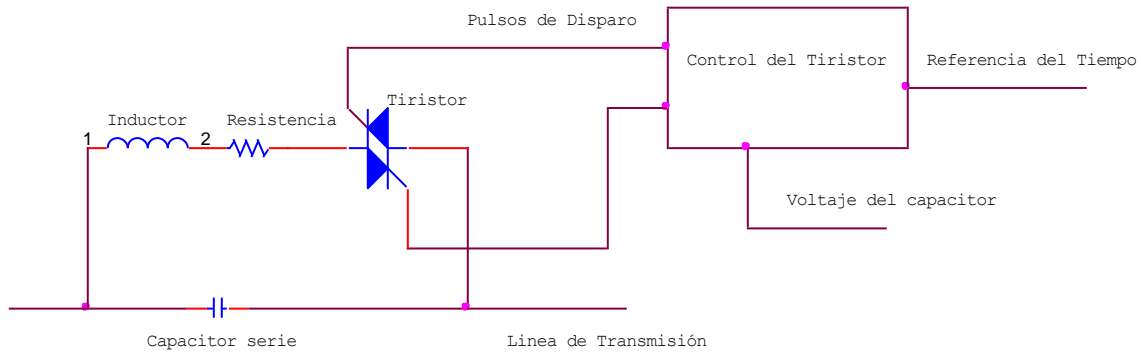 Pulsos de Disparo
Control del Tiristor
Referencia del Tiempo
Tiristor
Inductor
Resistencia
1
2
Voltaje del capacitor
Capacitor serie
Linea de Transmisión